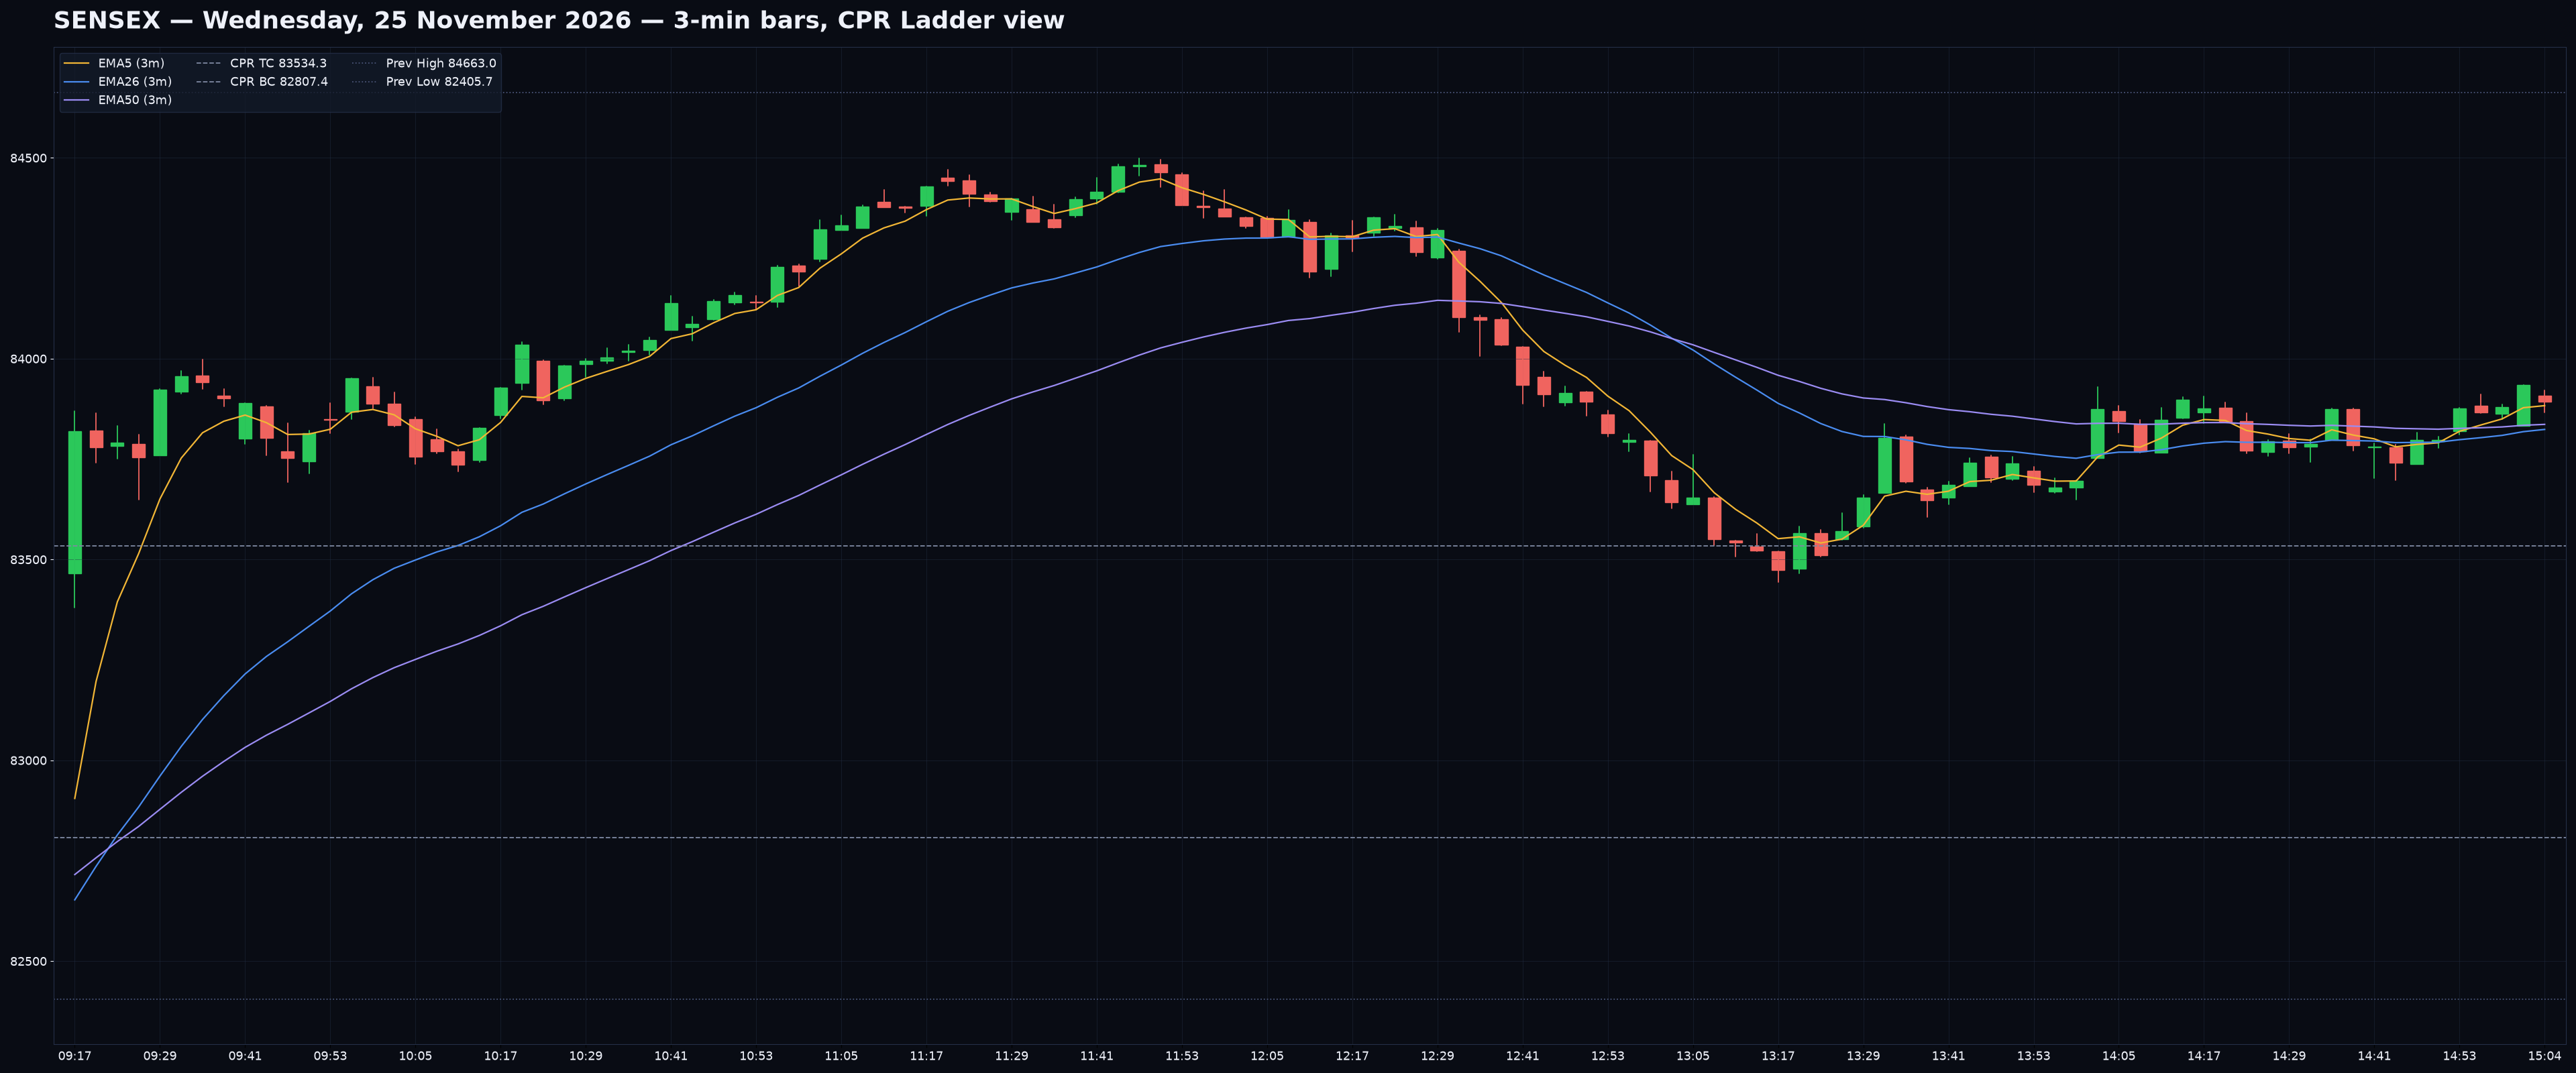 SENSEX — Wednesday, 25 November 2026 — 3-min bars, CPR Ladder view
EMA5 (3m) CPR TC 83534.3 Prev High 84663.0
EMA26 (3m) CPR BC 82807.4 Prev Low 82405.7
EMA50 (3m)
84500
84000
83500
83000
82500
09:17 09:29 09:41 09:53 10:05 10:17 10:29 10:41 10:53 11:05 11:17 11:29 11:41 11:53 12:05 12:17 12:29 12:41 12:53 13:05 13:17 13:29 13:41 13:53 14:05 14:17 14:29 14:41 14:53 15:04